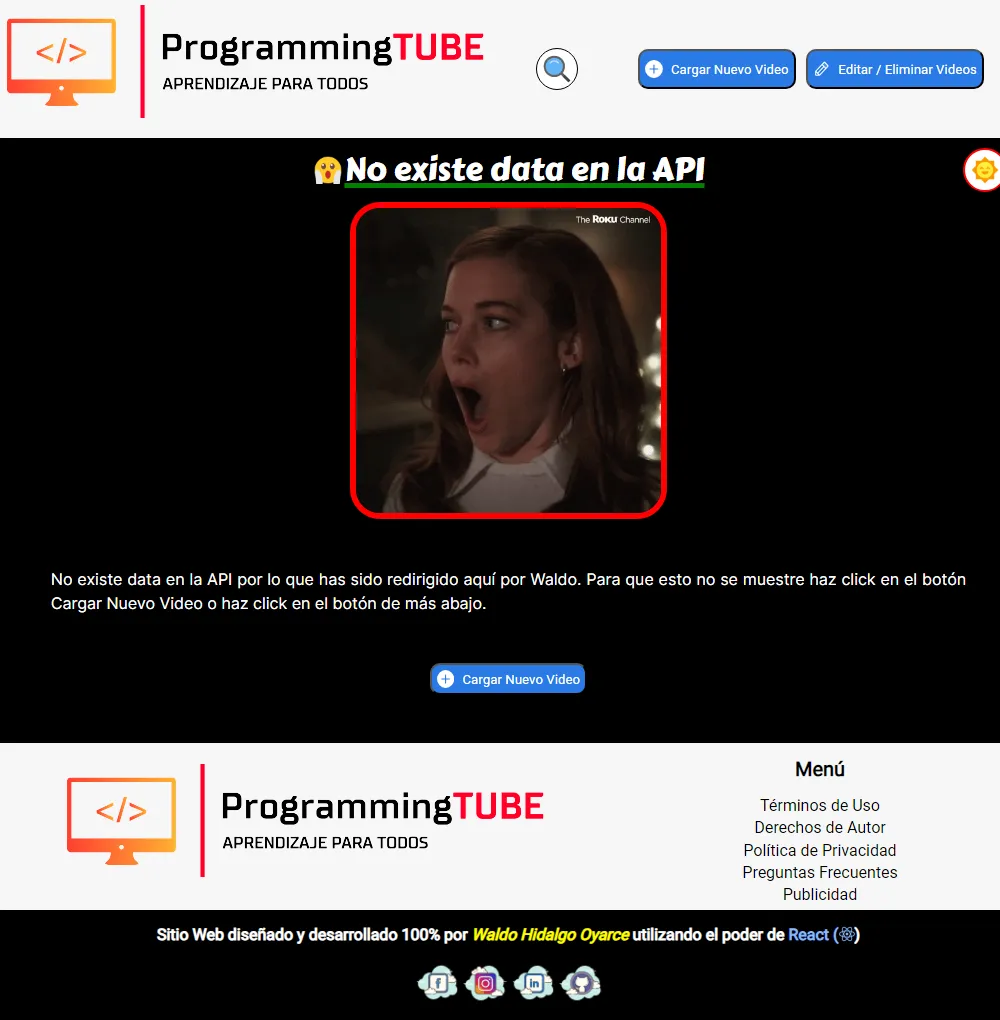 </>
ProgrammingTUBE
APRENDIZAJE PARA TODOS
Cargar Nuevo Video
Editar / Eliminar Videos
😱No existe data en la API
The ROKU Channel
No existe data en la API por lo que has sido redirigido aquí por Waldo. Para que esto no se muestre haz click en el botón
Cargar Nuevo Video o haz click en el botón de más abajo.
Cargar Nuevo Video
</>
ProgrammingTUBE
APRENDIZAJE PARA TODOS
Menú
Términos de Uso
Derechos de Autor
Política de Privacidad
Preguntas Frecuentes
Publicidad
Sitio Web diseñado y desarrollado 100% por Waldo Hidalgo Oyarce utilizando el poder de React (⚛)
f
in